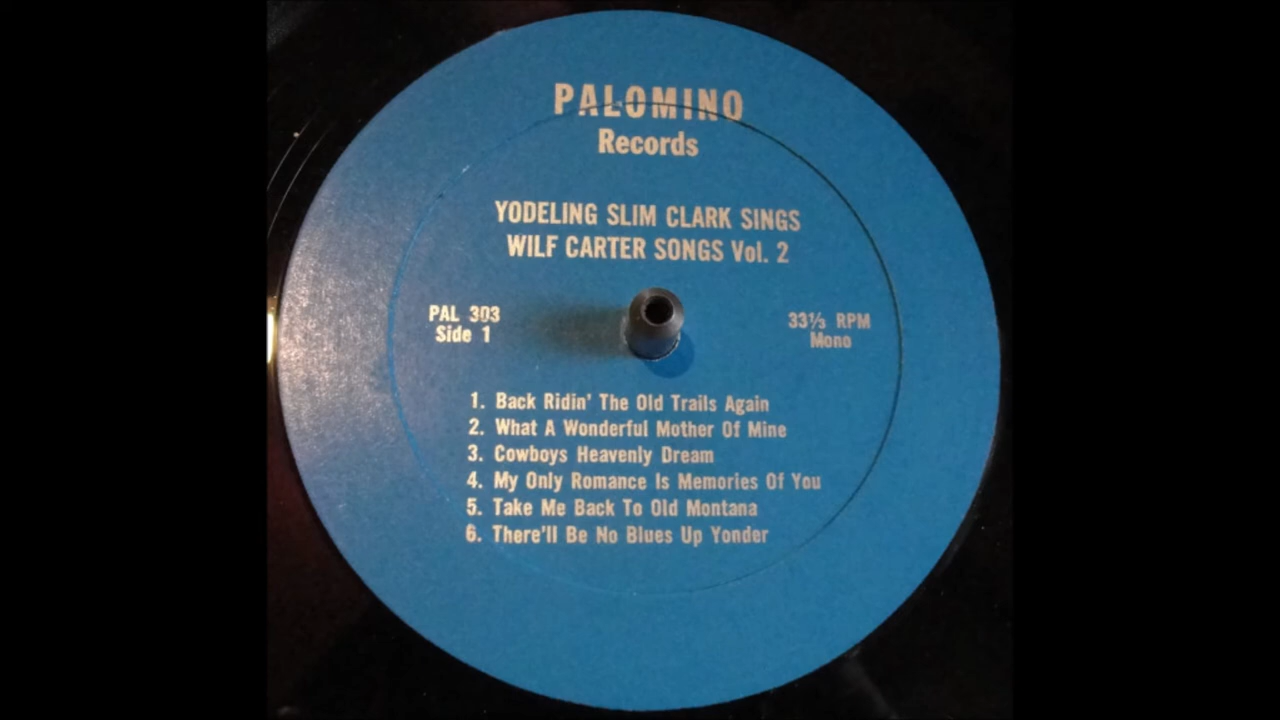 PALOMINO
Records
YODELING SLIM CLARK SINGS
WILF CARTER SONGS Vol. 2
PAL 303
Side 1
33⅓ RPM
Mono
1. Back Ridin' The Old Trails Again
2. What A Wonderful Mother Of Mine
3. Cowboys Heavenly Dream
4. My Only Romance Is Memories Of You
5. Take Me Back To Old Montana
6. There'll Be No Blues Up Yonder